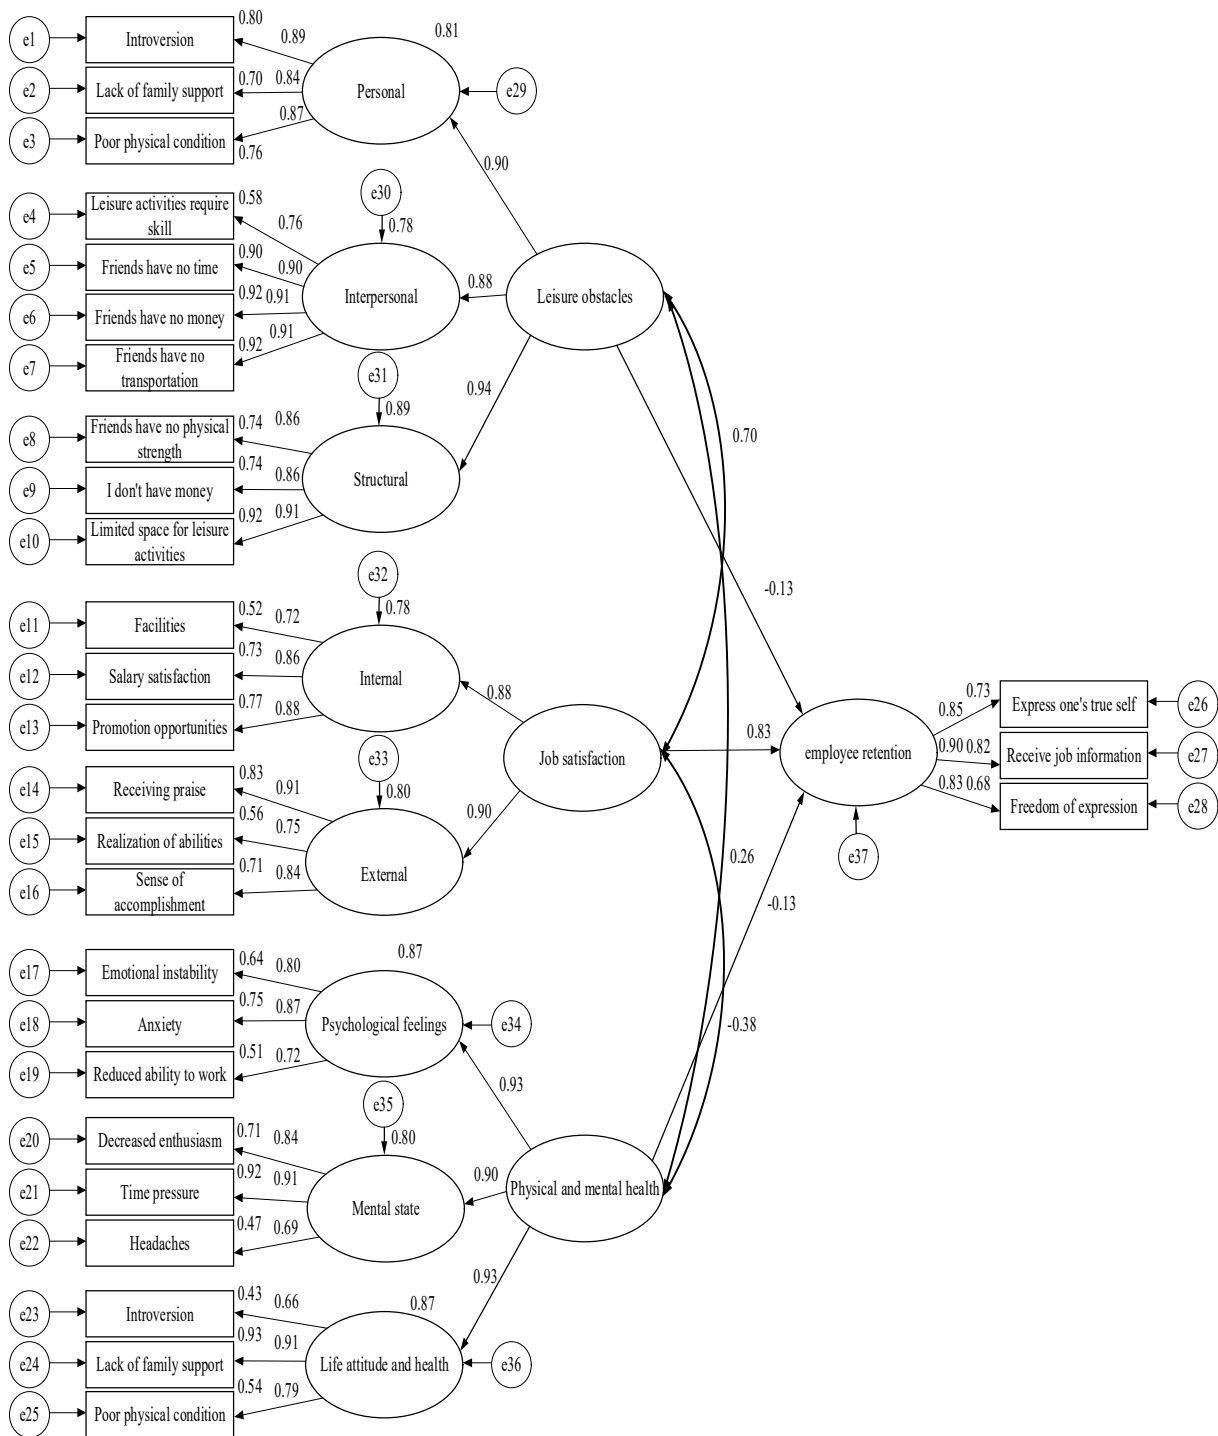 0.80
e1
Introversion
0.89
0.81
e2
Lack of family support
0.70
0.84
Personal
e29
e3
Poor physical condition
0.87
0.76
0.90
e30
e4
Leisure activities require
skill
0.58
0.76
0.78
e5
Friends have no time
0.90
0.90
e6
Friends have no money
0.92
0.91
Interpersonal
0.88
Leisure obstacles
e7
Friends have no
transportation
0.92
0.91
e31
0.94
0.89
e8
Friends have no physical
strength
0.74
0.86
0.70
e9
I don't have money
0.74
0.86
Structural
e10
Limited space for leisure
activities
0.92
0.91
e32
-0.13
e11
Facilities
0.52
0.72
0.78
e12
Salary satisfaction
0.73
0.86
Internal
0.88
e13
Promotion opportunities
0.77
0.88
Job satisfaction
0.83
employee retention
0.73
0.85
Express one's true self
e26
0.90
0.82
Receive job information
e27
0.83
0.68
Freedom of expression
e28
e33
e14
Receiving praise
0.83
0.91
0.80
0.90
e15
Realization of abilities
0.56
0.75
e37
e16
Sense of
accomplishment
0.71
0.84
External
0.26
-0.13
e17
Emotional instability
0.64
0.80
0.87
e18
Anxiety
0.75
0.87
Psychological feelings
e34
-0.38
e19
Reduced ability to work
0.51
0.72
0.93
e35
e20
Decreased enthusiasm
0.71
0.84
0.80
e21
Time pressure
0.92
0.91
Mental state
0.90
Physical and mental health
e22
Headaches
0.47
0.69
0.93
e23
Introversion
0.43
0.66
0.87
e24
Lack of family support
0.93
0.91
Life attitude and health
e36
e25
Poor physical condition
0.54
0.79